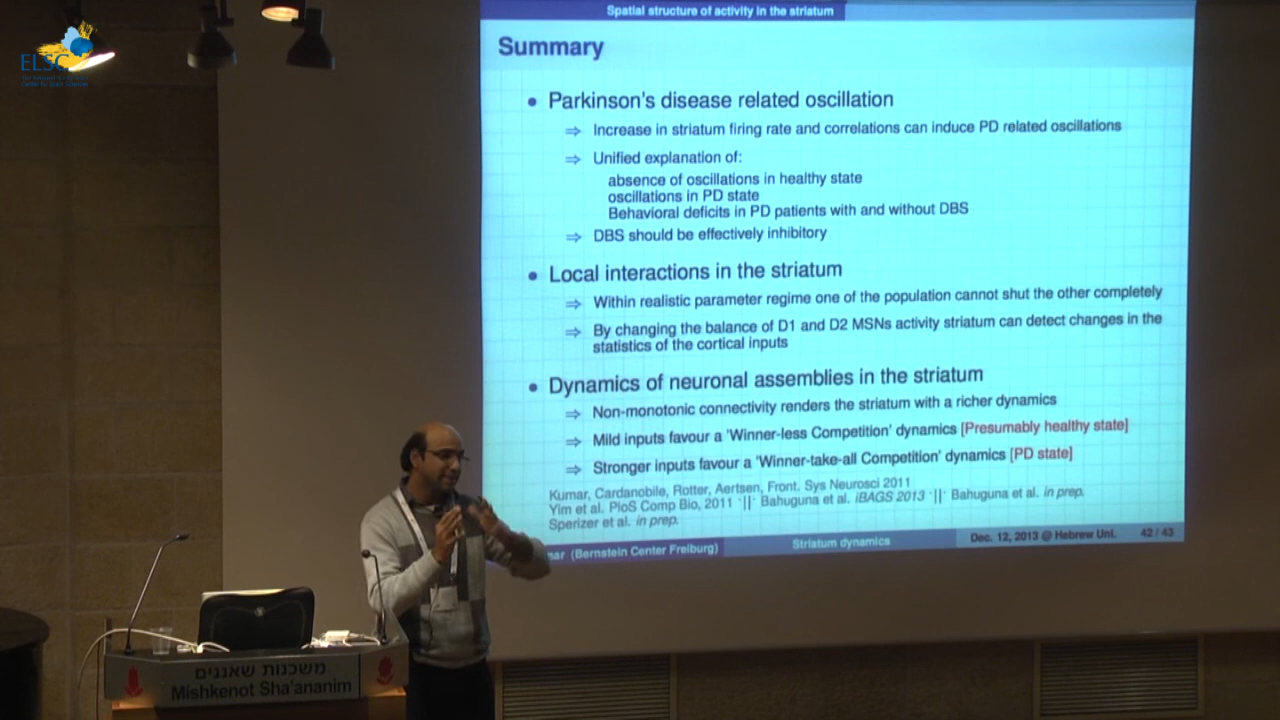 ELSC
Spatial structure of activity in the striatum
Summary
• Parkinson's disease related oscillation
⇒ Increase in striatum firing rate and correlations can induce PD related oscillations
⇒ Unified explanation of:
absence of oscillations in healthy state
oscillations in PD state
Behavioral deficits in PD patients with and without DBS
⇒ DBS should be effectively inhibitory
• Local interactions in the striatum
⇒ Within realistic parameter regime one of the population cannot shut the other completely
⇒ By changing the balance of D1 and D2 MSNs activity striatum can detect changes in the
statistics of the cortical inputs
• Dynamics of neuronal assemblies in the striatum
⇒ Non-monotonic connectivity renders the striatum with a richer dynamics
⇒ Mild inputs favour a 'Winner-less Competition' dynamics [Presumably healthy state]
⇒ Stronger inputs favour a 'Winner-take-all Competition' dynamics [PD state]
Kumar, Cardanobile, Rotter, Aertsen, Front. Sys Neurosci 2011
Yim et al. PloS Comp Bio, 2011 || Bahuguna et al. iBAGS 2013 || Bahuguna et al. in prep.
Sperizer et al. in prep.
mar (Bernstein Center Freiburg) Striatum dynamics Dec. 12, 2013 @ Hebrew Uni. 42 / 43
משכנות שאננים
Mishkenot Sha'ananim